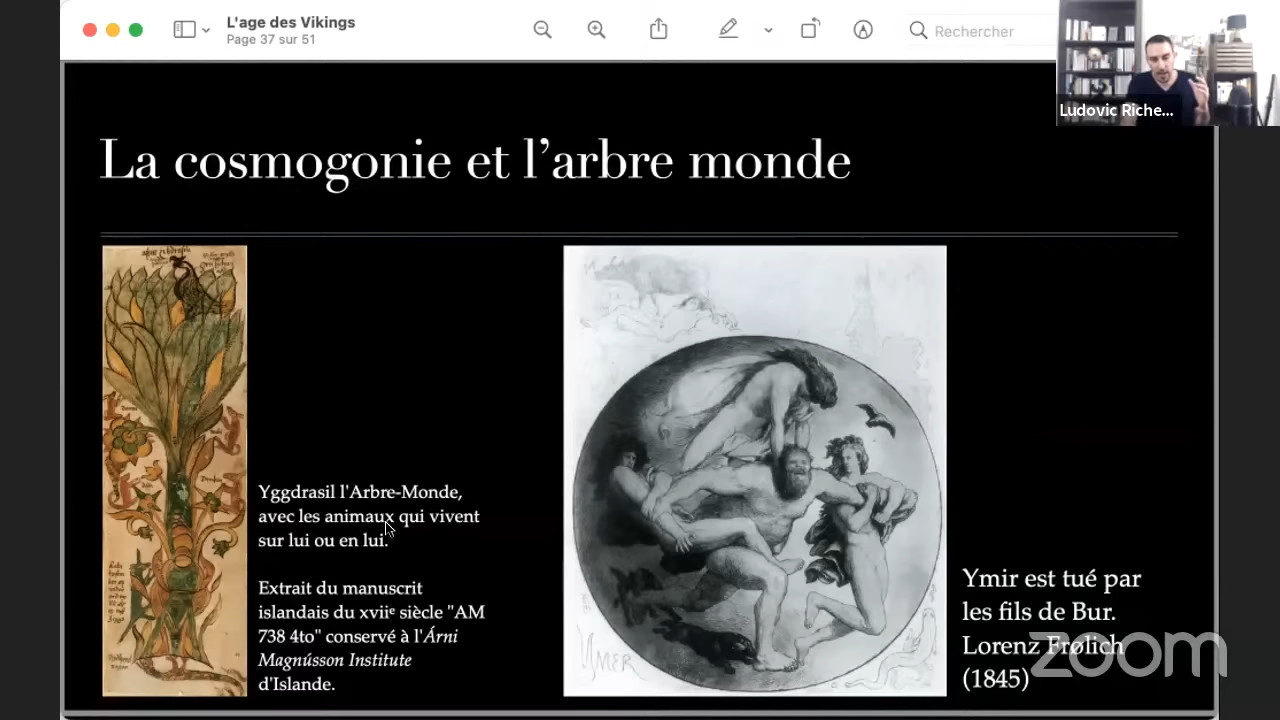 L'age des Vikings
Page 37 sur 51
Rechercher
Ludovic Riche...
La cosmogonie et l'arbre monde
Yggdrasil l'Arbre-Monde,
avec les animaux qui vivent
sur lui ou en lui.
Extrait du manuscrit
islandais du xviiᵉ siècle "AM
738 4to" conservé à l'Árni
Magnússon Institute
d'Islande.
YMER
Ymir est tué par
les fils de Bur.
Lorenz Frølich
(1845)
zoom